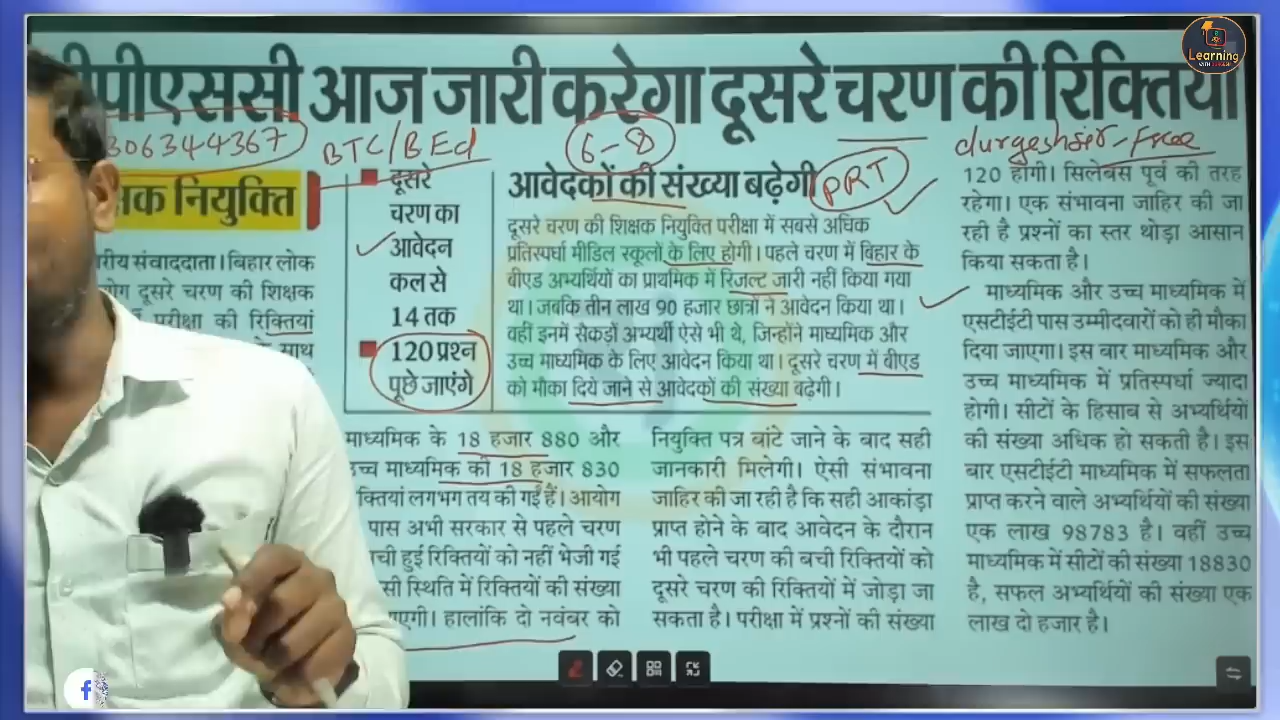 Learning
आज जारी करेगा दूसरे चरण की रिक्तियां
306344367
BTC/BEd
6-8
PRT
durgeshsir-Free
नियुक्ति
दूसरे
चरण का
आवेदन
कल से
14 तक
120 प्रश्न
पूछे जाएंगे
आवेदकों की संख्या बढ़ेगी
दूसरे चरण की शिक्षक नियुक्ति परीक्षा में सबसे अधिक
प्रतिस्पर्धा मीडिल स्कूलों के लिए होगी। पहले चरण में बिहार के
बीएड अभ्यर्थियों का प्राथमिक में रिजल्ट जारी नहीं किया गया
था। जबकि तीन लाख 90 हजार छात्रों ने आवेदन किया था।
वहीं इनमें सैकड़ों अभ्यर्थी ऐसे भी थे, जिन्होंने माध्यमिक और
उच्च माध्यमिक के लिए आवेदन किया था। दूसरे चरण में बीएड
को मौका दिये जाने से आवेदकों की संख्या बढ़ेगी।
संवाददाता। बिहार लोक
दूसरे चरण की शिक्षक
परीक्षा की रिक्तियां
साथ
माध्यमिक के 18 हजार 880 और
उच्च माध्यमिक की 18 हजार 830
लगभग तय की गई हैं। आयोग
पास अभी सरकार से पहले चरण
हुई रिक्तियों को नहीं भेजी गई
स्थिति में रिक्तियों की संख्या
हालांकि दो नवंबर को
नियुक्ति पत्र बांटे जाने के बाद सही
जानकारी मिलेगी। ऐसी संभावना
जाहिर की जा रही है कि सही आकांड़ा
प्राप्त होने के बाद आवेदन के दौरान
भी पहले चरण की बची रिक्तियों को
दूसरे चरण की रिक्तियों में जोड़ा जा
सकता है। परीक्षा में प्रश्नों की संख्या
120 होगी। सिलेबस पूर्व की तरह
रहेगा। एक संभावना जाहिर की जा
रही है प्रश्नों का स्तर थोड़ा आसान
किया सकता है।
माध्यमिक और उच्च माध्यमिक में
एसटीईटी पास उम्मीदवारों को ही मौका
दिया जाएगा। इस बार माध्यमिक और
उच्च माध्यमिक में प्रतिस्पर्धा ज्यादा
होगी। सीटों के हिसाब से अभ्यर्थियों
की संख्या अधिक हो सकती है। इस
बार एसटीईटी माध्यमिक में सफलता
प्राप्त करने वाले अभ्यर्थियों की संख्या
एक लाख 98783 है। वहीं उच्च
माध्यमिक में सीटों की संख्या 18830
है, सफल अभ्यर्थियों की संख्या एक
लाख दो हजार है।